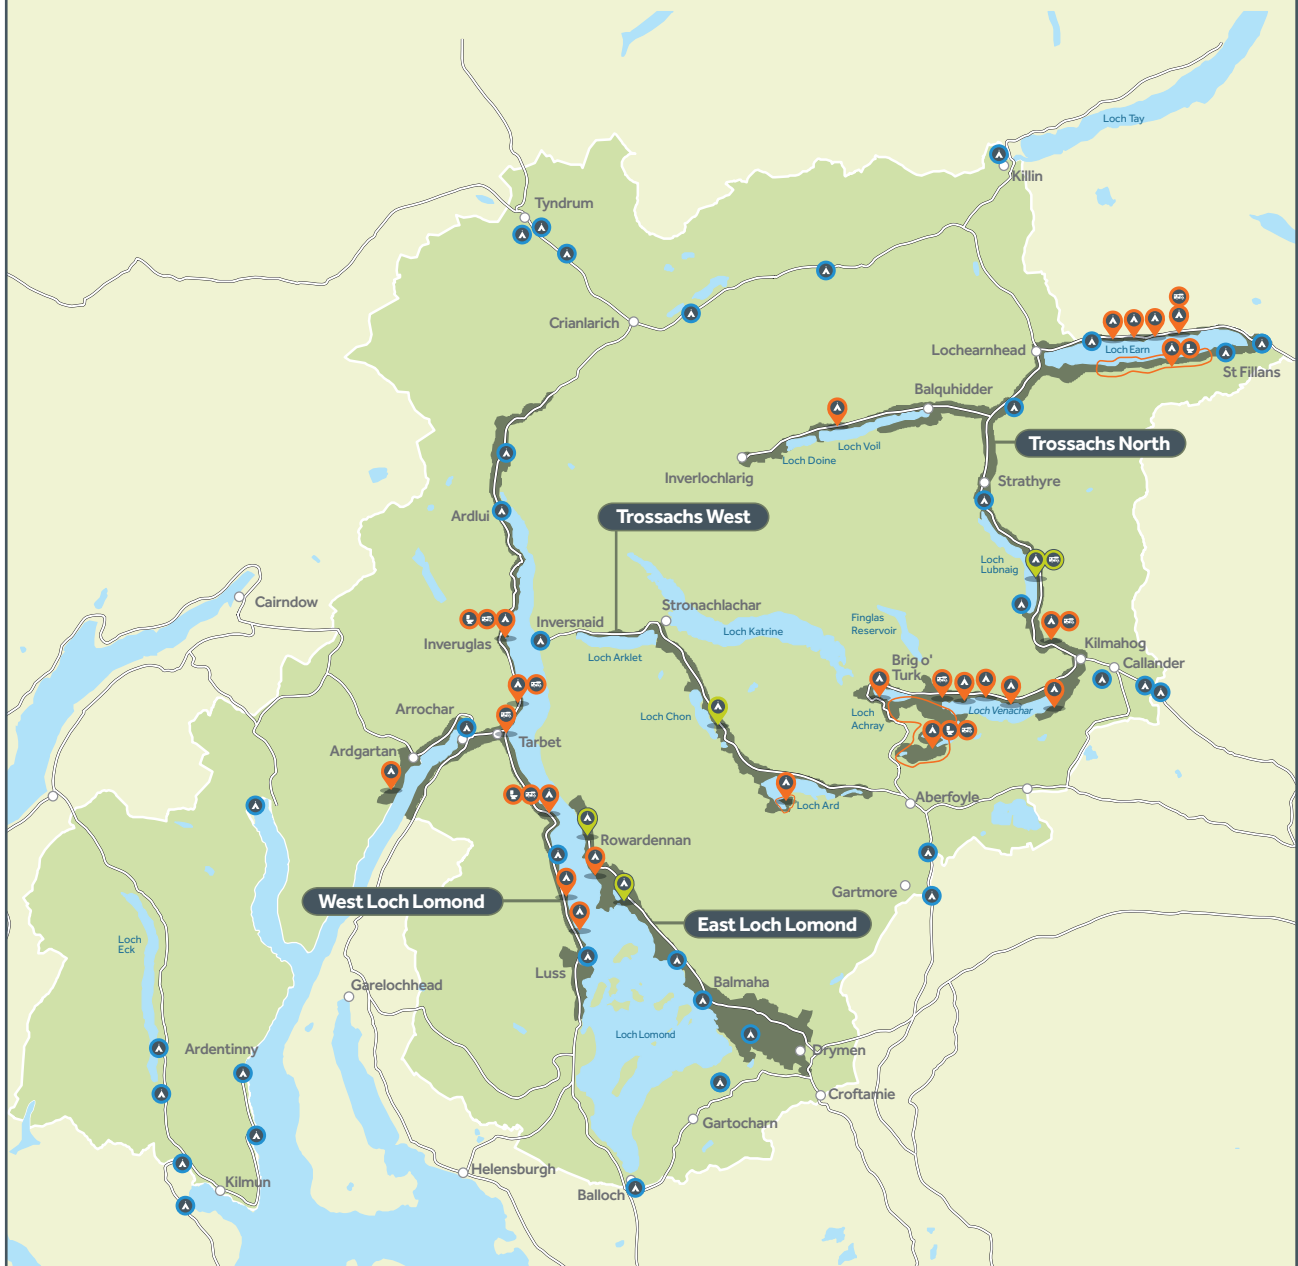 Loch Tay
Killin
Tyndrum
Crianlarich
Lochearnhead
Loch Earn
St Fillans
Balquhidder
Trossachs North
Loch Voil
Loch Doine
Inverlochlarig
Strathyre
Ardlui
Trossachs West
Loch
Lubnaig
Cairndow
Stronachlachar
Inversnaid
Loch Katrine
Finglas
Reservoir
Inveruglas
Loch Arklet
Kilmahog
Brig o'
Turk
Callander
Arrochar
Loch Chon
Loch
Achray
Loch Venachar
Tarbet
Ardgartan
Loch Ard
Aberfoyle
Rowardennan
Gartmore
West Loch Lomond
East Loch Lomond
Loch
Eck
Luss
Balmaha
Garelochhead
Loch Lomond
Ardentinny
Drymen
Croftamie
Gartocharn
Helensburgh
Kilmun
Balloch